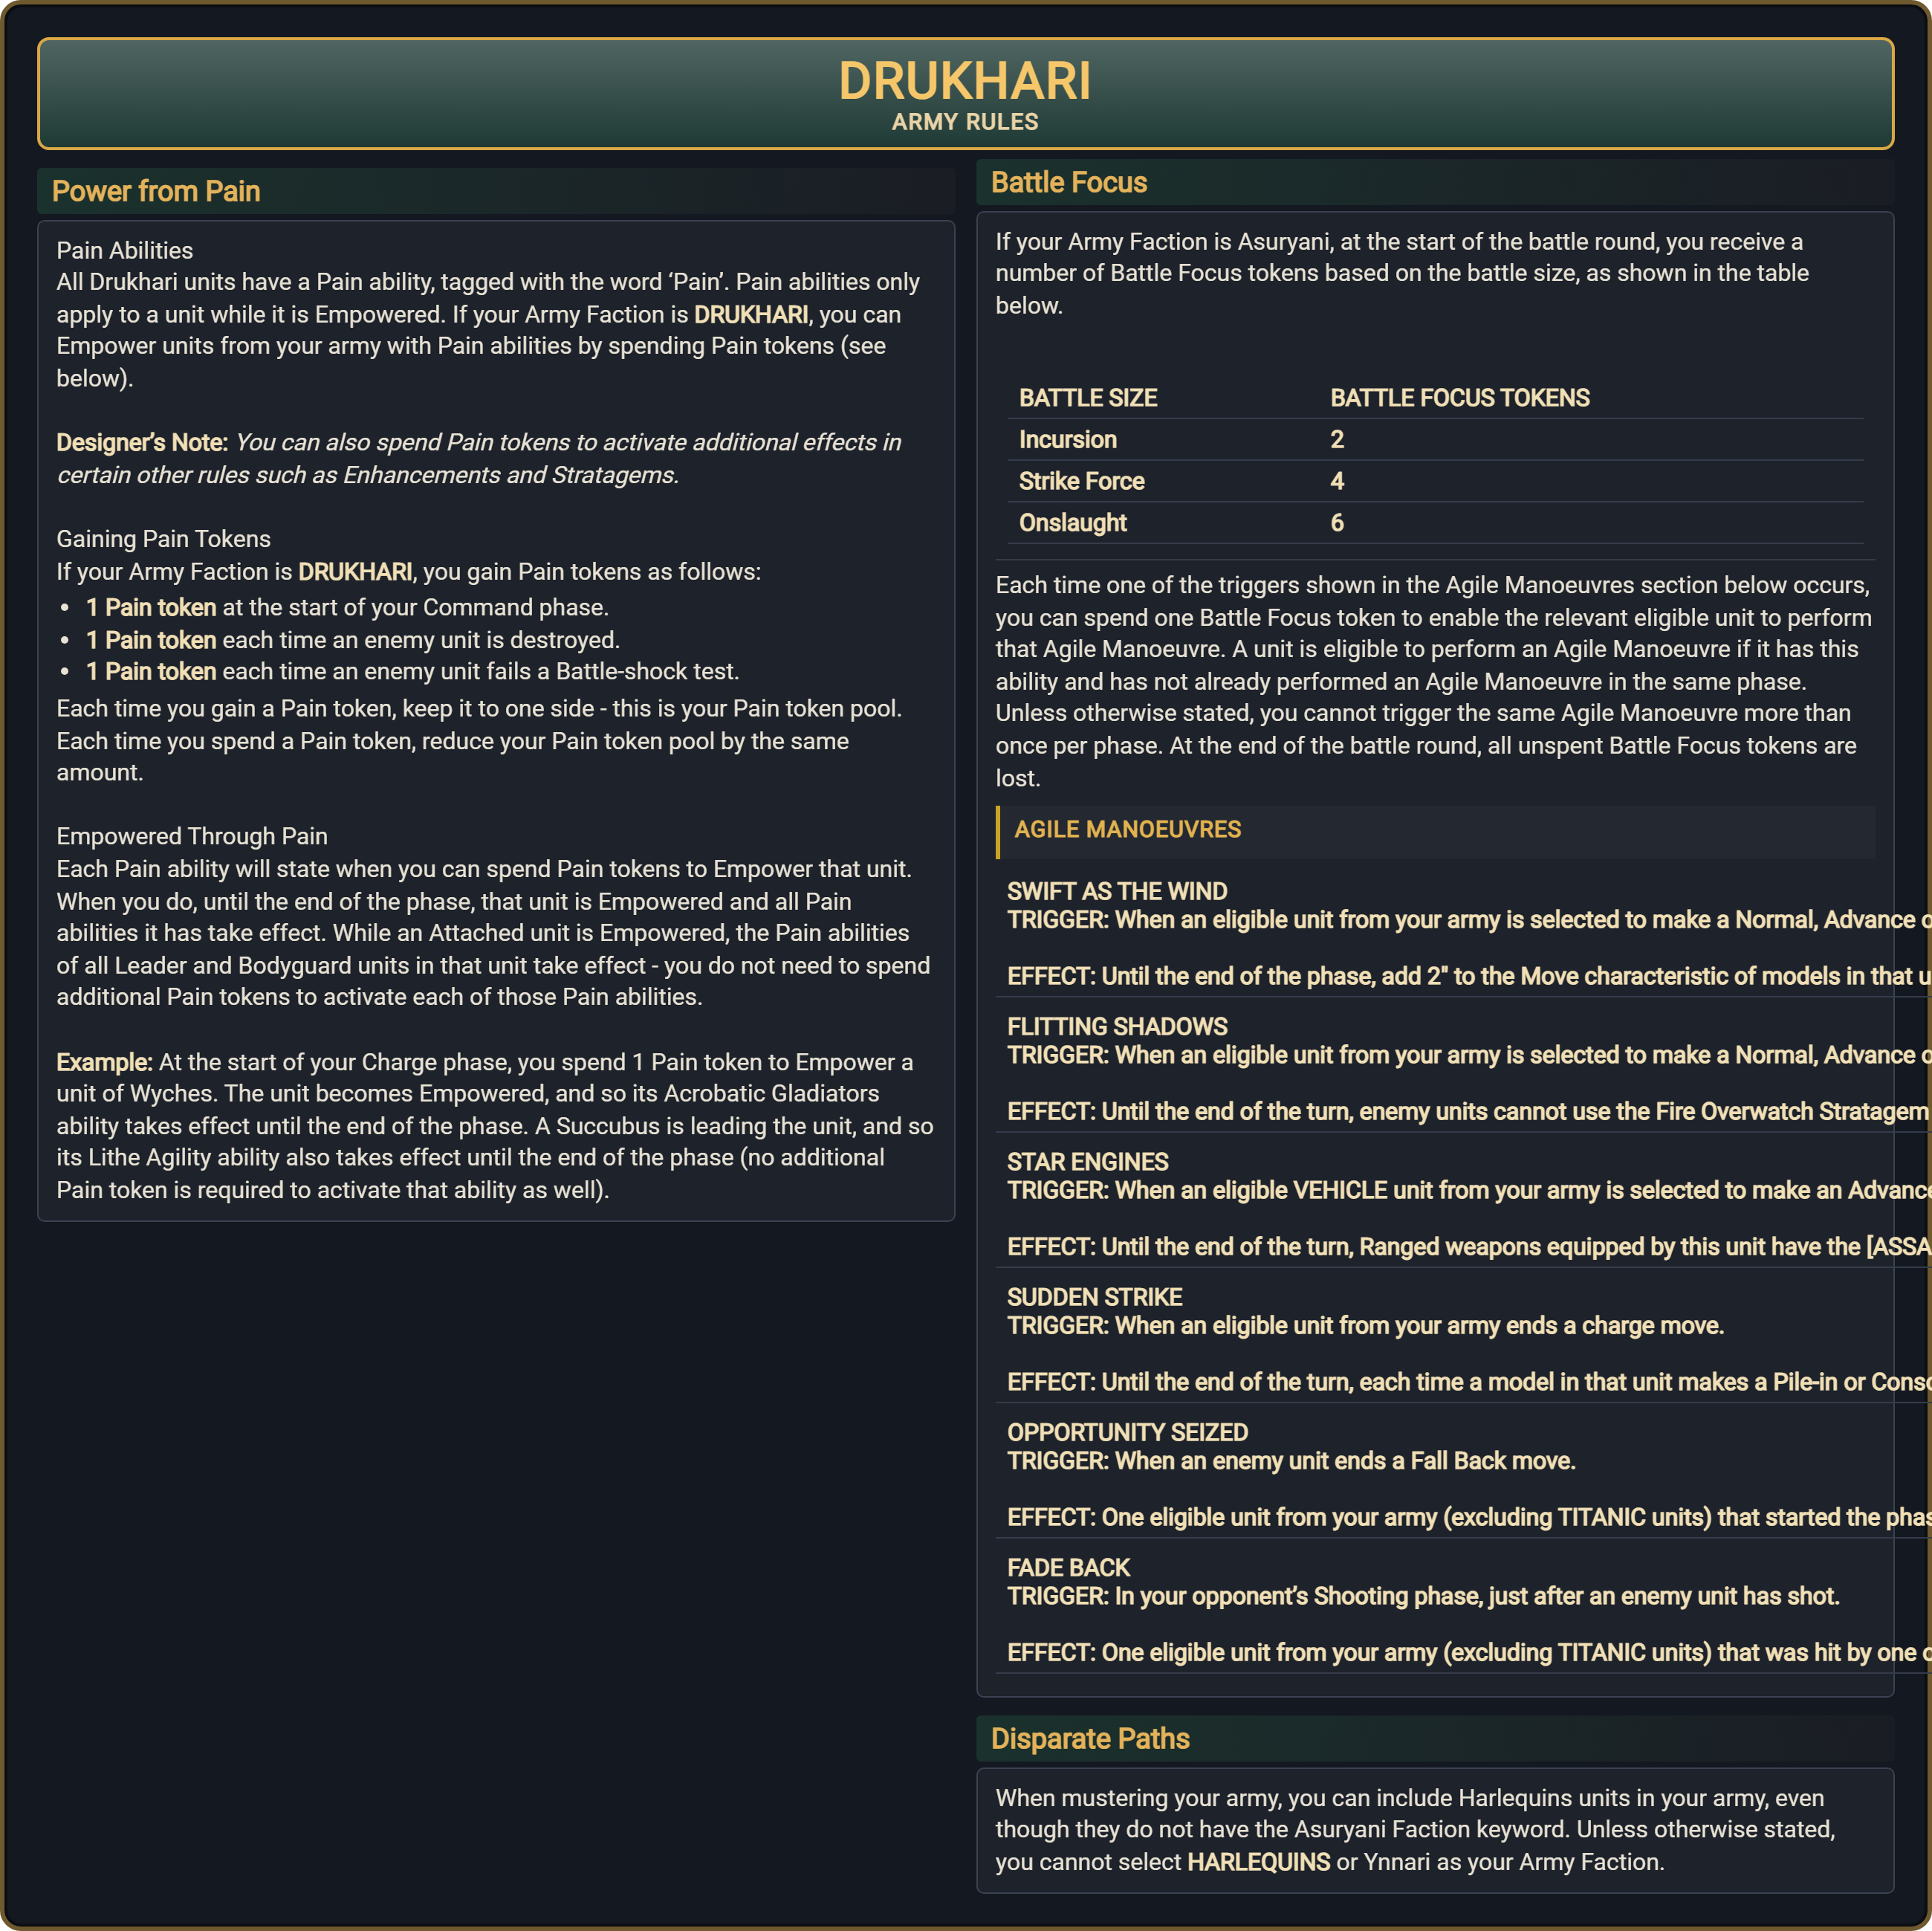 DRUKHARI
ARMY RULES
Power from Pain
Pain Abilities
All Drukhari units have a Pain ability, tagged with the word ‘Pain’. Pain abilities only
apply to a unit while it is Empowered. If your Army Faction is DRUKHARI, you can
Empower units from your army with Pain abilities by spending Pain tokens (see
below).
Designer’s Note: You can also spend Pain tokens to activate additional effects in
certain other rules such as Enhancements and Stratagems.
Gaining Pain Tokens
If your Army Faction is DRUKHARI, you gain Pain tokens as follows:
• 1 Pain token at the start of your Command phase.
• 1 Pain token each time an enemy unit is destroyed.
• 1 Pain token each time an enemy unit fails a Battle-shock test.
Each time you gain a Pain token, keep it to one side - this is your Pain token pool.
Each time you spend a Pain token, reduce your Pain token pool by the same
amount.
Empowered Through Pain
Each Pain ability will state when you can spend Pain tokens to Empower that unit.
When you do, until the end of the phase, that unit is Empowered and all Pain
abilities it has take effect. While an Attached unit is Empowered, the Pain abilities
of all Leader and Bodyguard units in that unit take effect - you do not need to spend
additional Pain tokens to activate each of those Pain abilities.
Example: At the start of your Charge phase, you spend 1 Pain token to Empower a
unit of Wyches. The unit becomes Empowered, and so its Acrobatic Gladiators
ability takes effect until the end of the phase. A Succubus is leading the unit, and so
its Lithe Agility ability also takes effect until the end of the phase (no additional
Pain token is required to activate that ability as well).
Battle Focus
If your Army Faction is Asuryani, at the start of the battle round, you receive a
number of Battle Focus tokens based on the battle size, as shown in the table
below.
BATTLE SIZE BATTLE FOCUS TOKENS
Incursion 2
Strike Force 4
Onslaught 6
Each time one of the triggers shown in the Agile Manoeuvres section below occurs,
you can spend one Battle Focus token to enable the relevant eligible unit to perform
that Agile Manoeuvre. A unit is eligible to perform an Agile Manoeuvre if it has this
ability and has not already performed an Agile Manoeuvre in the same phase.
Unless otherwise stated, you cannot trigger the same Agile Manoeuvre more than
once per phase. At the end of the battle round, all unspent Battle Focus tokens are
lost.
AGILE MANOEUVRES
SWIFT AS THE WIND
TRIGGER: When an eligible unit from your army is selected to make a Normal, Advance
EFFECT: Until the end of the phase, add 2" to the Move characteristic of models in that
FLITTING SHADOWS
TRIGGER: When an eligible unit from your army is selected to make a Normal, Advance
EFFECT: Until the end of the turn, enemy units cannot use the Fire Overwatch Stratagem
STAR ENGINES
TRIGGER: When an eligible VEHICLE unit from your army is selected to make an Advance
EFFECT: Until the end of the turn, Ranged weapons equipped by this unit have the [ASSA
SUDDEN STRIKE
TRIGGER: When an eligible unit from your army ends a charge move.
EFFECT: Until the end of the turn, each time a model in that unit makes a Pile-in or Conso
OPPORTUNITY SEIZED
TRIGGER: When an enemy unit ends a Fall Back move.
EFFECT: One eligible unit from your army (excluding TITANIC units) that started the phas
FADE BACK
TRIGGER: In your opponent’s Shooting phase, just after an enemy unit has shot.
EFFECT: One eligible unit from your army (excluding TITANIC units) that was hit by one
Disparate Paths
When mustering your army, you can include Harlequins units in your army, even
though they do not have the Asuryani Faction keyword. Unless otherwise stated,
you cannot select HARLEQUINS or Ynnari as your Army Faction.